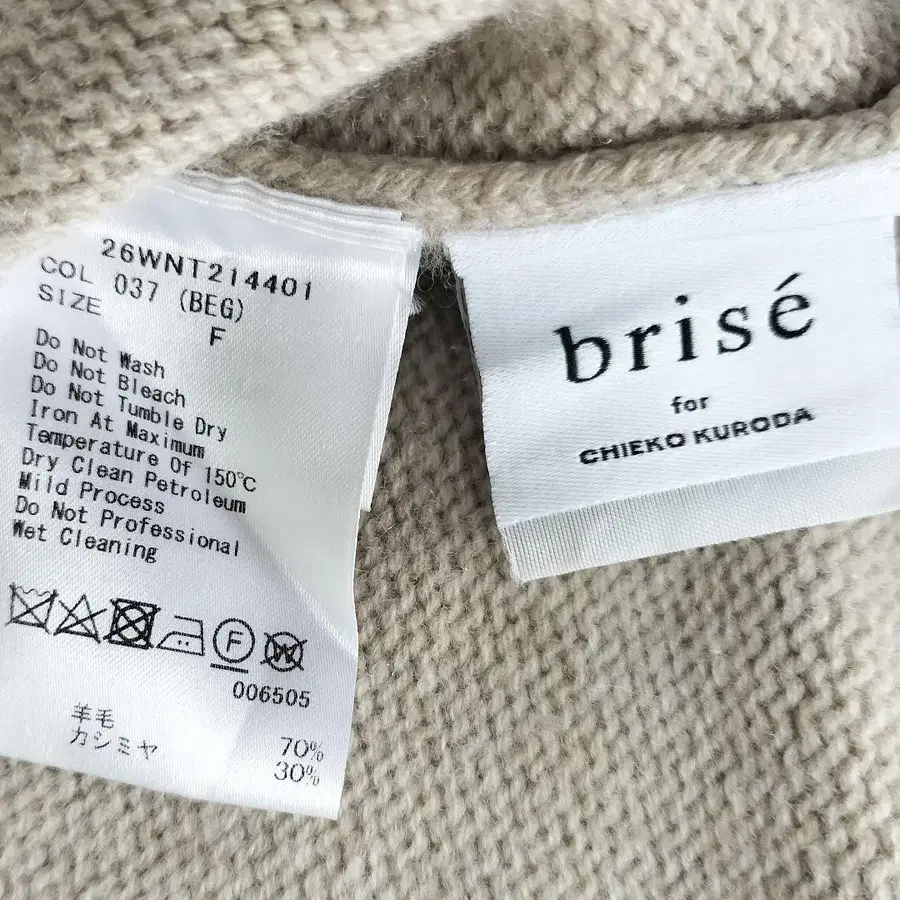 26WNT214401
COL 037 (BEG)
SIZE F
Do Not Wash
Do Not Bleach
Do Not Tumble Dry
Iron At Maximum
Temperature Of 150℃
Dry Clean Petroleum
Mild Process
Do Not Professional
Wet Cleaning
F W
006505
羊毛 70%
カシミヤ 30%
brisé
for
CHIEKO KURODA